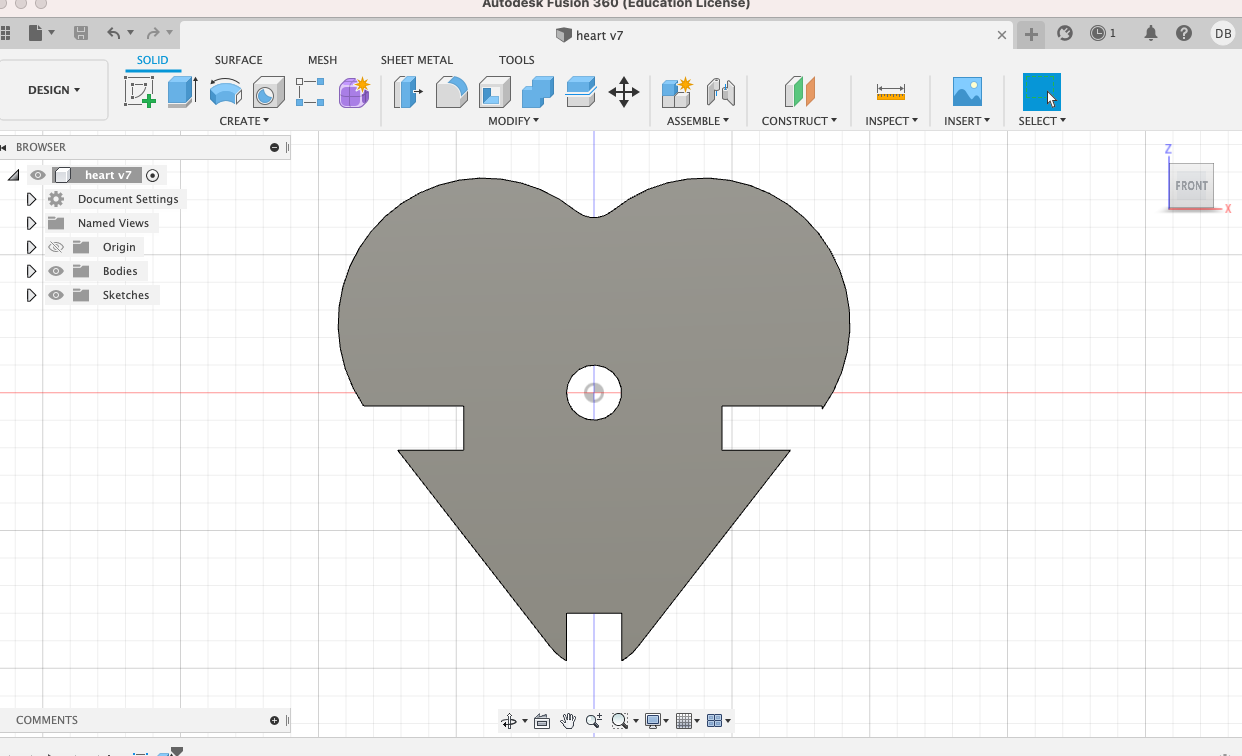 Autodesk Fusion 360 (Education License)
heart v7
1
DB
SOLID SURFACE MESH SHEET METAL TOOLS
DESIGN
CREATE MODIFY ASSEMBLE CONSTRUCT INSPECT INSERT SELECT
BROWSER
heart v7
Document Settings
Named Views
Origin
Bodies
Sketches
Z
FRONT
X
COMMENTS